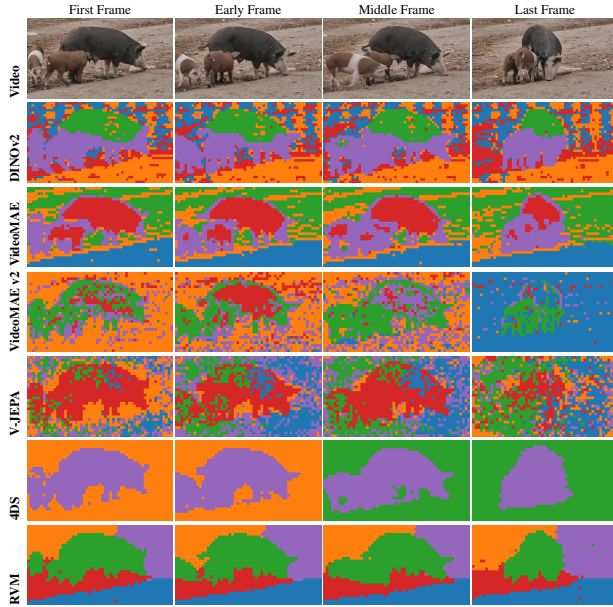 First Frame Early Frame Middle Frame Last Frame
Video
DINOv2
VideoMAE
VideoMAE v2
V-JEPA
4DS
RVM